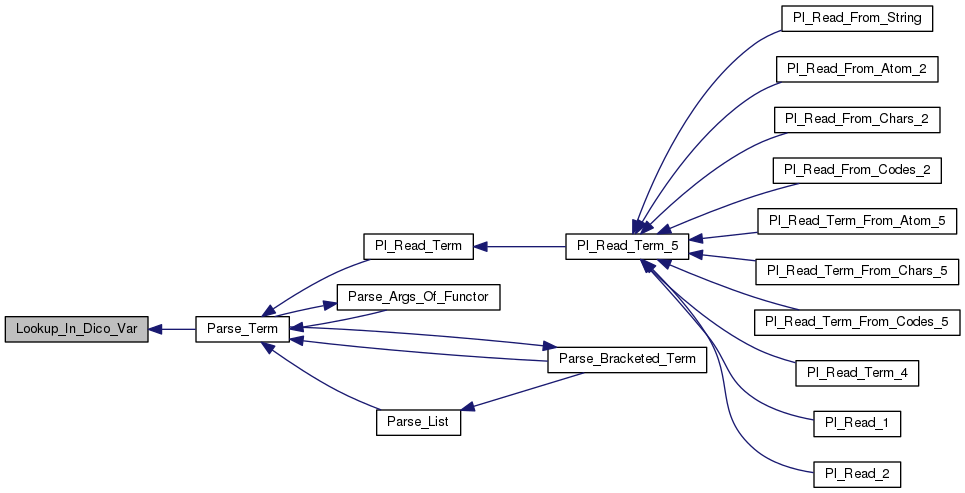 Pl_Read_From_String
Pl_Read_From_Atom_2
Pl_Read_From_Chars_2
Pl_Read_From_Codes_2
Pl_Read_Term_From_Atom_5
Pl_Read_Term
Pl_Read_Term_5
Pl_Read_Term_From_Chars_5
Parse_Args_Of_Functor
Lookup_In_Dico_Var
Parse_Term
Pl_Read_Term_From_Codes_5
Parse_Bracketed_Term
Pl_Read_Term_4
Parse_List
Pl_Read_1
Pl_Read_2